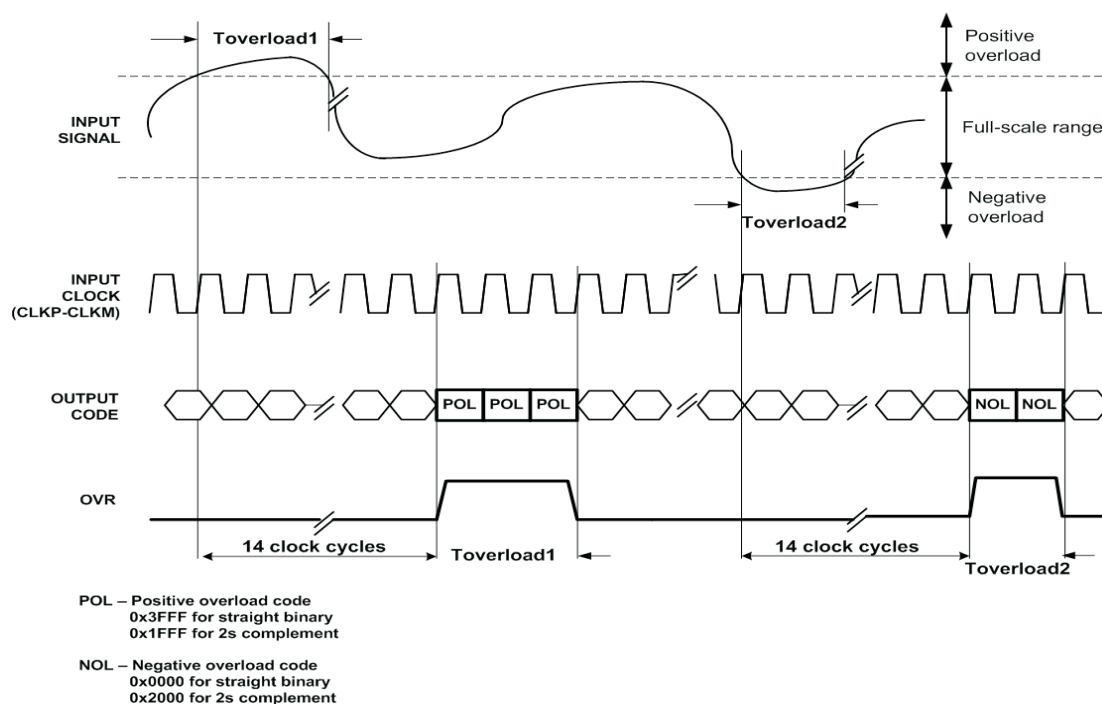 Toverload1
Positive
overload
INPUT
SIGNAL
Full-scale range
Toverload2
Negative
overload
INPUT
CLOCK
(CLKP-CLKM)
OUTPUT
CODE
POL POL POL
NOL NOL
OVR
14 clock cycles
Toverload1
14 clock cycles
Toverload2
POL – Positive overload code
0x3FFF for straight binary
0x1FFF for 2s complement
NOL – Negative overload code
0x0000 for straight binary
0x2000 for 2s complement